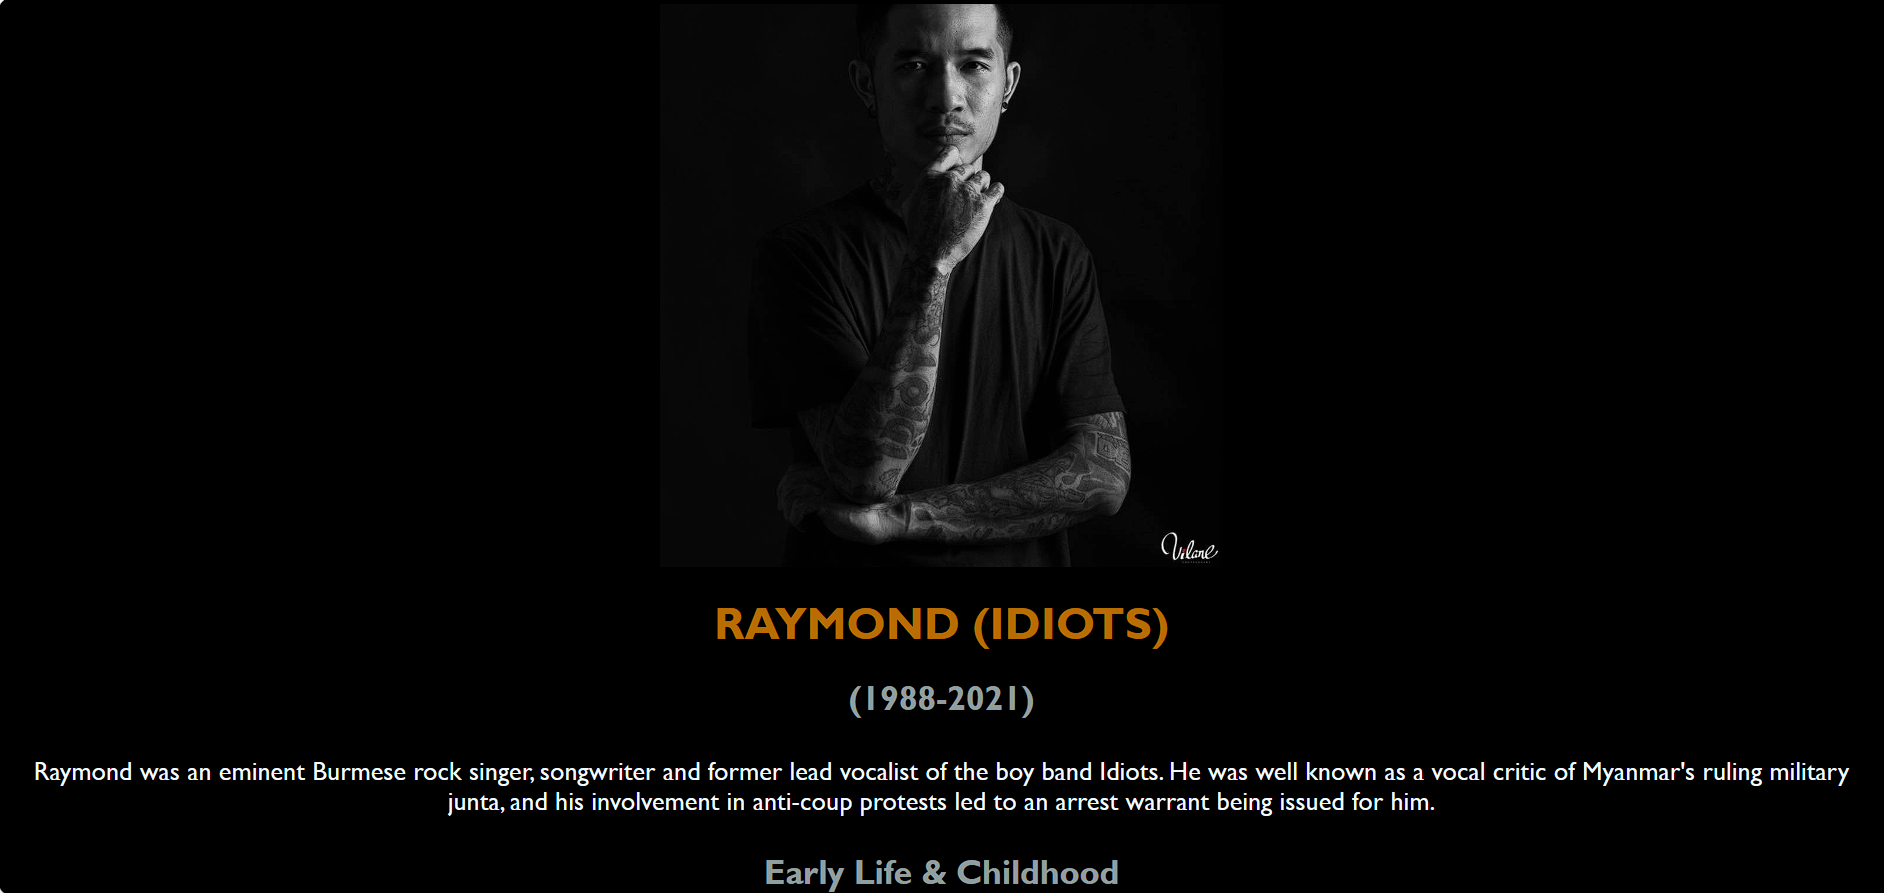 Vilane
RAYMOND (IDIOTS)
(1988-2021)
Raymond was an eminent Burmese rock singer, songwriter and former lead vocalist of the boy band Idiots. He was well known as a vocal critic of Myanmar's ruling military
junta, and his involvement in anti-coup protests led to an arrest warrant being issued for him.
Early Life & Childhood